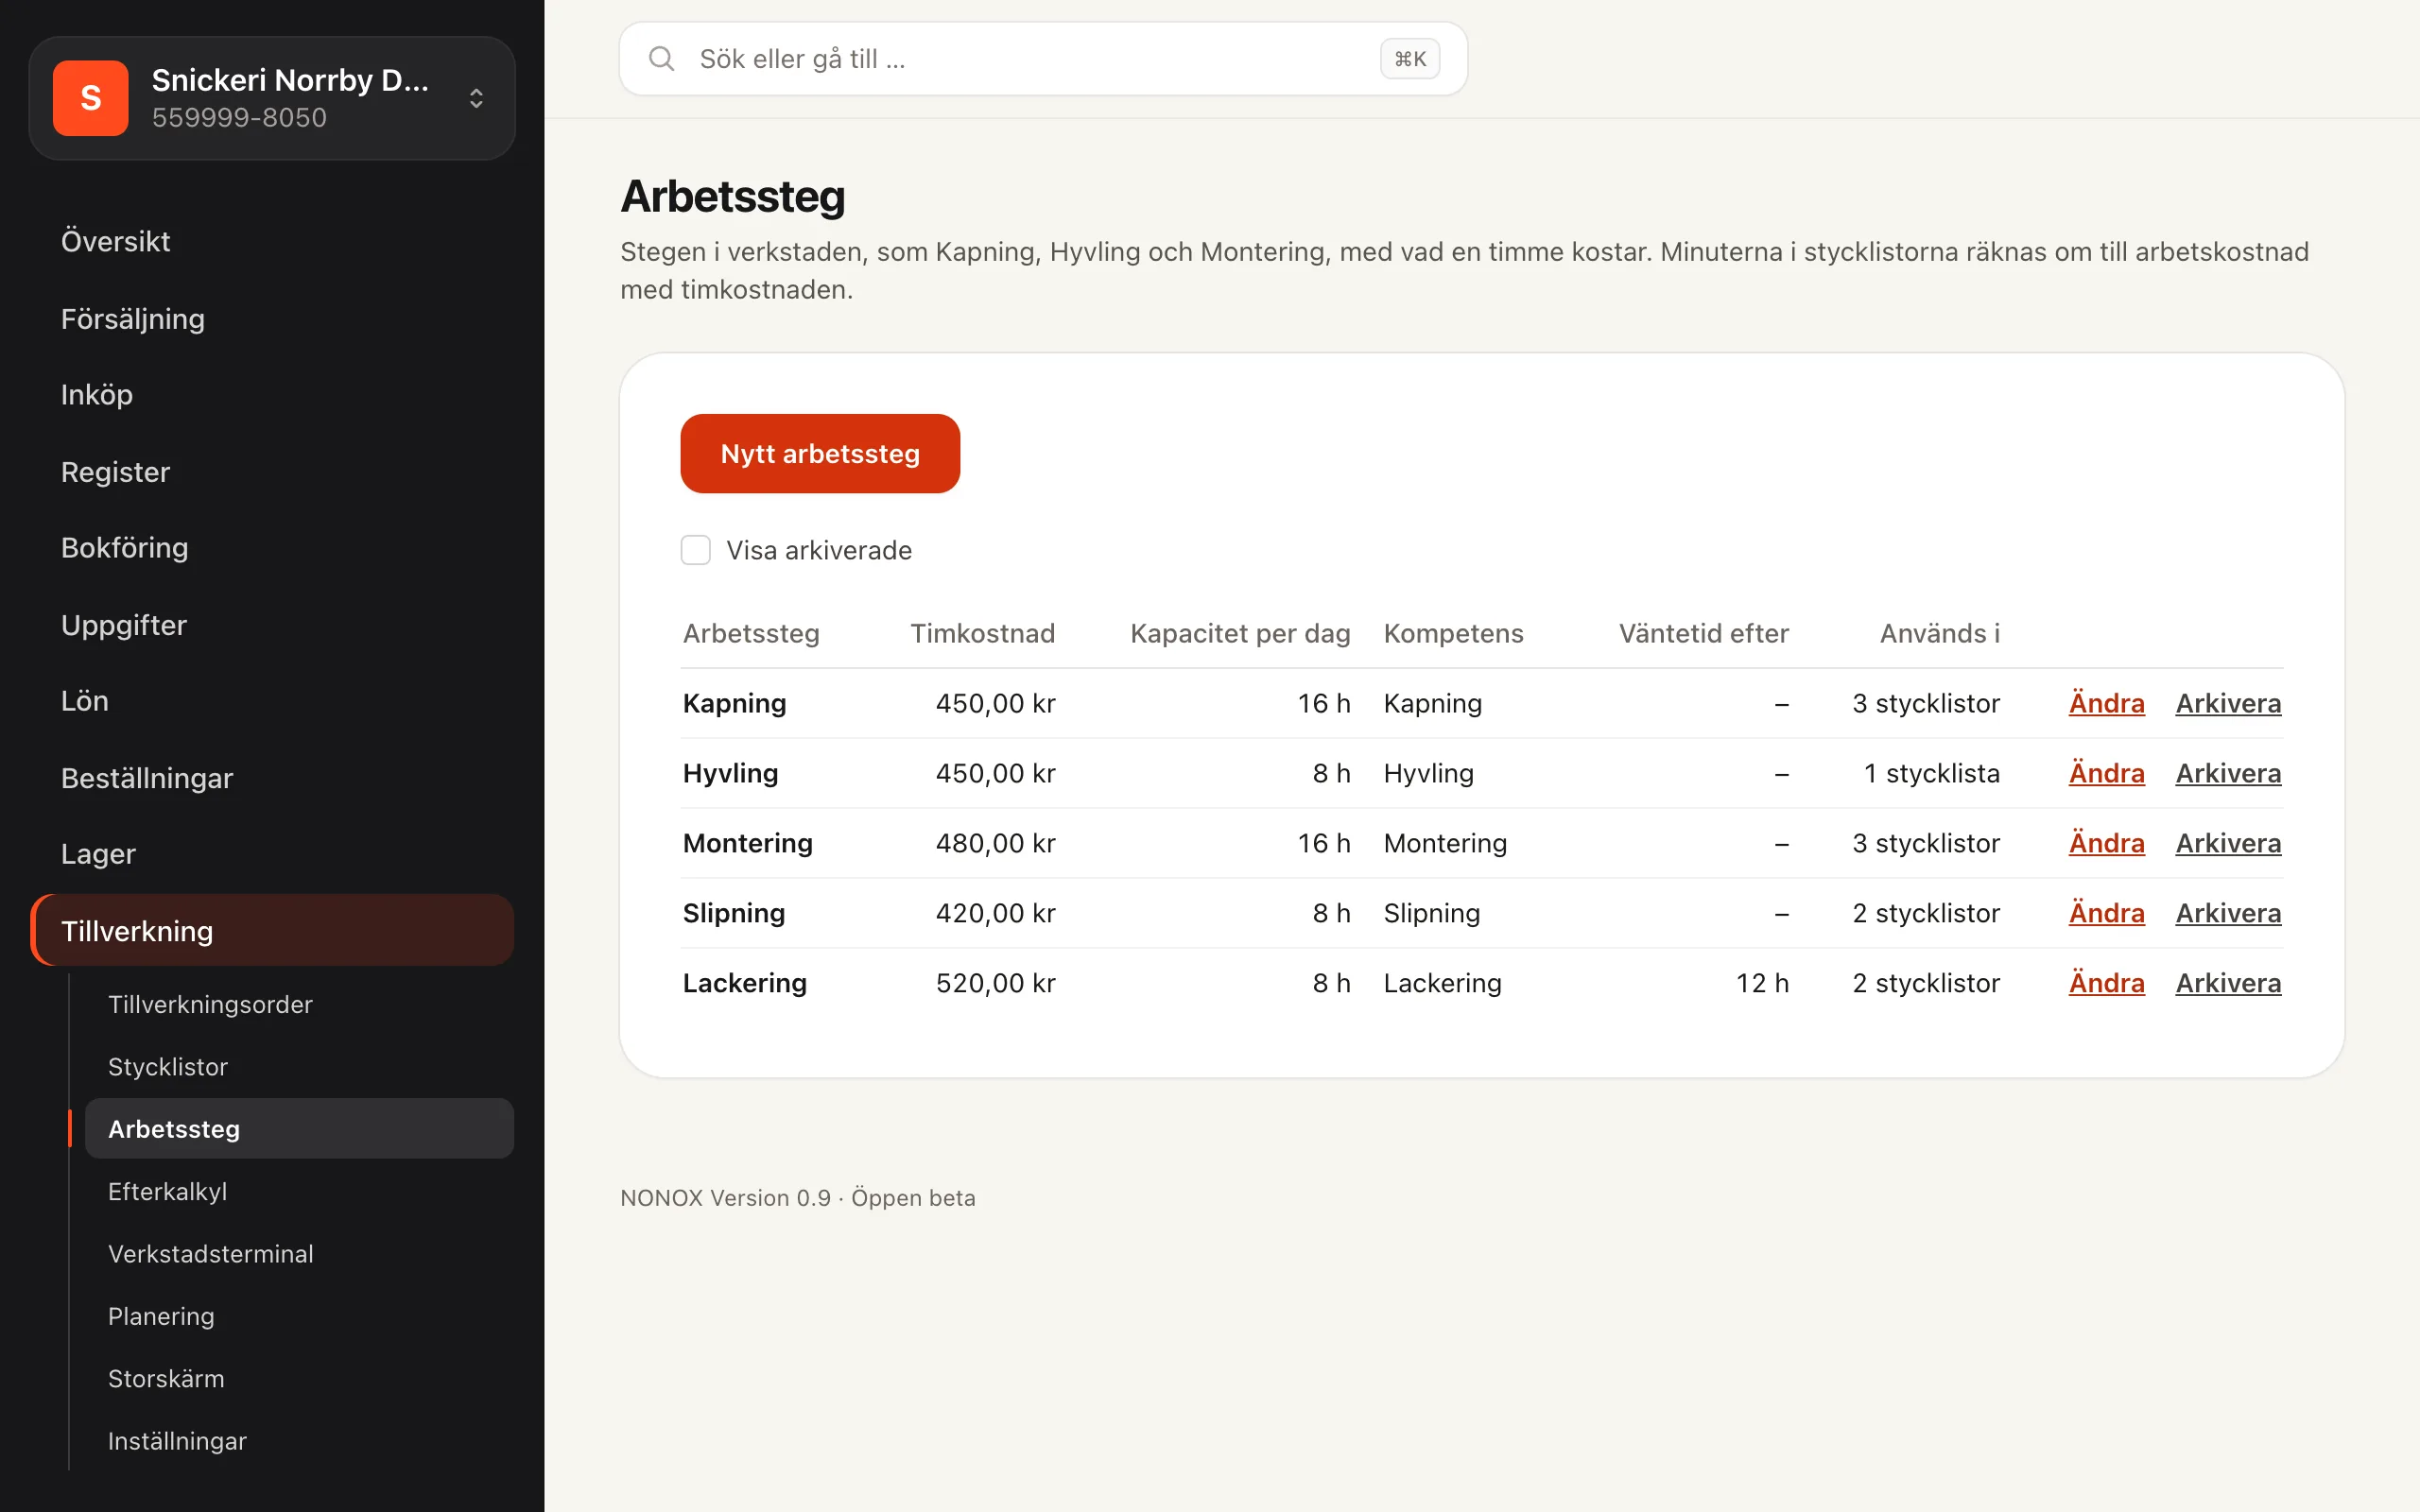 S
Snickeri Norrby D...
559999-8050
Översikt
Försäljning
Inköp
Register
Bokföring
Uppgifter
Lön
Beställningar
Lager
Tillverkning
Tillverkningsorder
Stycklistor
Arbetssteg
Efterkalkyl
Verkstadsterminal
Planering
Storskärm
Inställningar
Sök eller gå till ...
⌘K
Arbetssteg
Stegen i verkstaden, som Kapning, Hyvling och Montering, med vad en timme kostar. Minuterna i stycklistorna räknas om till arbetskostnad
med timkostnaden.
Nytt arbetssteg
Visa arkiverade
Arbetssteg Timkostnad Kapacitet per dag Kompetens Väntetid efter Används i
Kapning 450,00 kr 16 h Kapning – 3 stycklistor Ändra Arkivera
Hyvling 450,00 kr 8 h Hyvling – 1 stycklista Ändra Arkivera
Montering 480,00 kr 16 h Montering – 3 stycklistor Ändra Arkivera
Slipning 420,00 kr 8 h Slipning – 2 stycklistor Ändra Arkivera
Lackering 520,00 kr 8 h Lackering 12 h 2 stycklistor Ändra Arkivera
NONOX Version 0.9 · Öppen beta